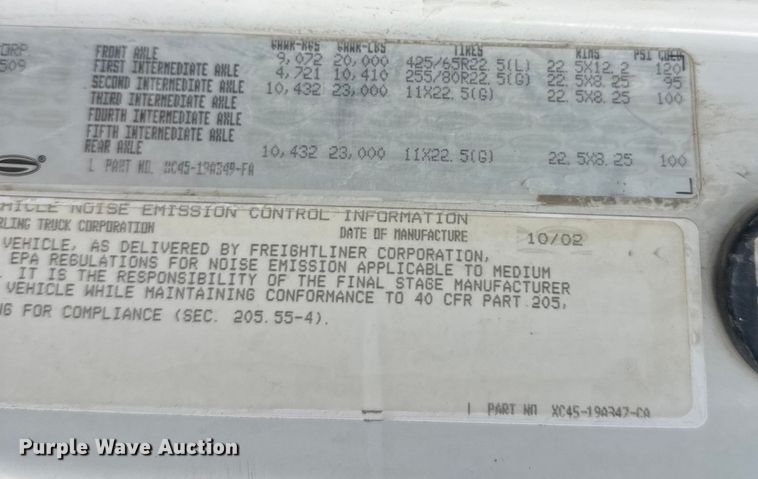 ORP
509
GAWR-KGS GAWR-LBS TIRES RIMS PSI COLD
FRONT AXLE 9,072 20,000 425/65R22.5(L) 22.5X12.2 120
FIRST INTERMEDIATE AXLE 4,721 10,410 255/80R22.5(G) 22.5X8.25 95
SECOND INTERMEDIATE AXLE 10,432 23,000 11X22.5(G) 22.5X8.25 100
THIRD INTERMEDIATE AXLE
FOURTH INTERMEDIATE AXLE
FIFTH INTERMEDIATE AXLE
REAR AXLE 10,432 23,000 11X22.5(G) 22.5X8.25 100
PART NO. XC45-19A349-FA
HICLE NOISE EMISSION CONTROL INFORMATION
RLING TRUCK CORPORATION DATE OF MANUFACTURE 10/02
VEHICLE, AS DELIVERED BY FREIGHTLINER CORPORATION,
EPA REGULATIONS FOR NOISE EMISSION APPLICABLE TO MEDIUM
. IT IS THE RESPONSIBILITY OF THE FINAL STAGE MANUFACTURER
VEHICLE WHILE MAINTAINING CONFORMANCE TO 40 CFR PART 205,
NG FOR COMPLIANCE (SEC. 205.55-4).
PART NO XC45-19A347-CA
Purple Wave Auction